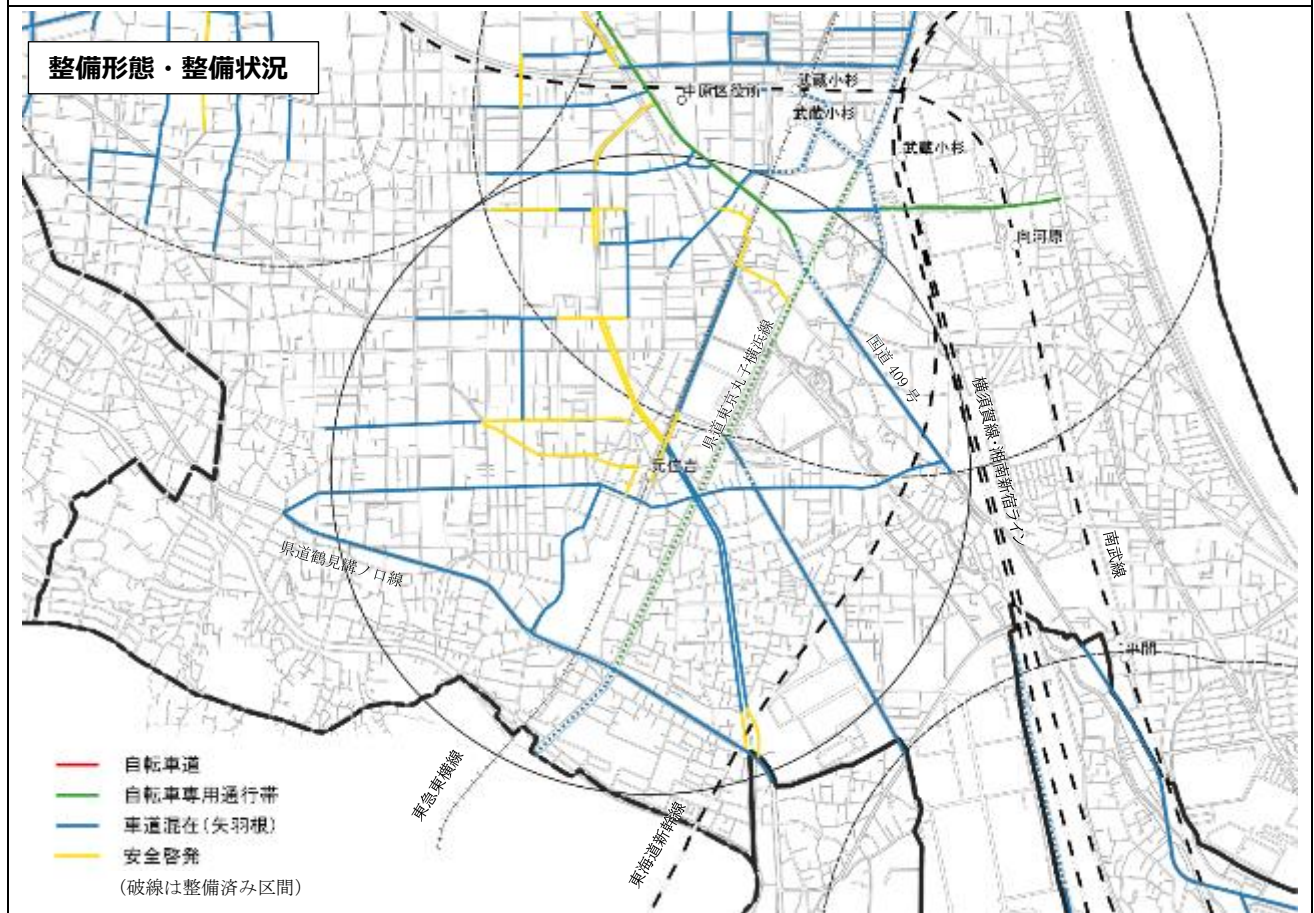 整備形態・整備状況
中原区役所
武蔵小杉
武蔵小杉
武蔵小杉
向河原
国道 409 号
県道東京丸子横浜線
横須賀線・湘南新宿ライン
元住吉
南武線
県道鶴見溝ノ口線
平間
東急東横線
東海道新幹線
自転車道
自転車専用通行帯
車道混在(矢羽根)
安全啓発
(破線は整備済み区間)